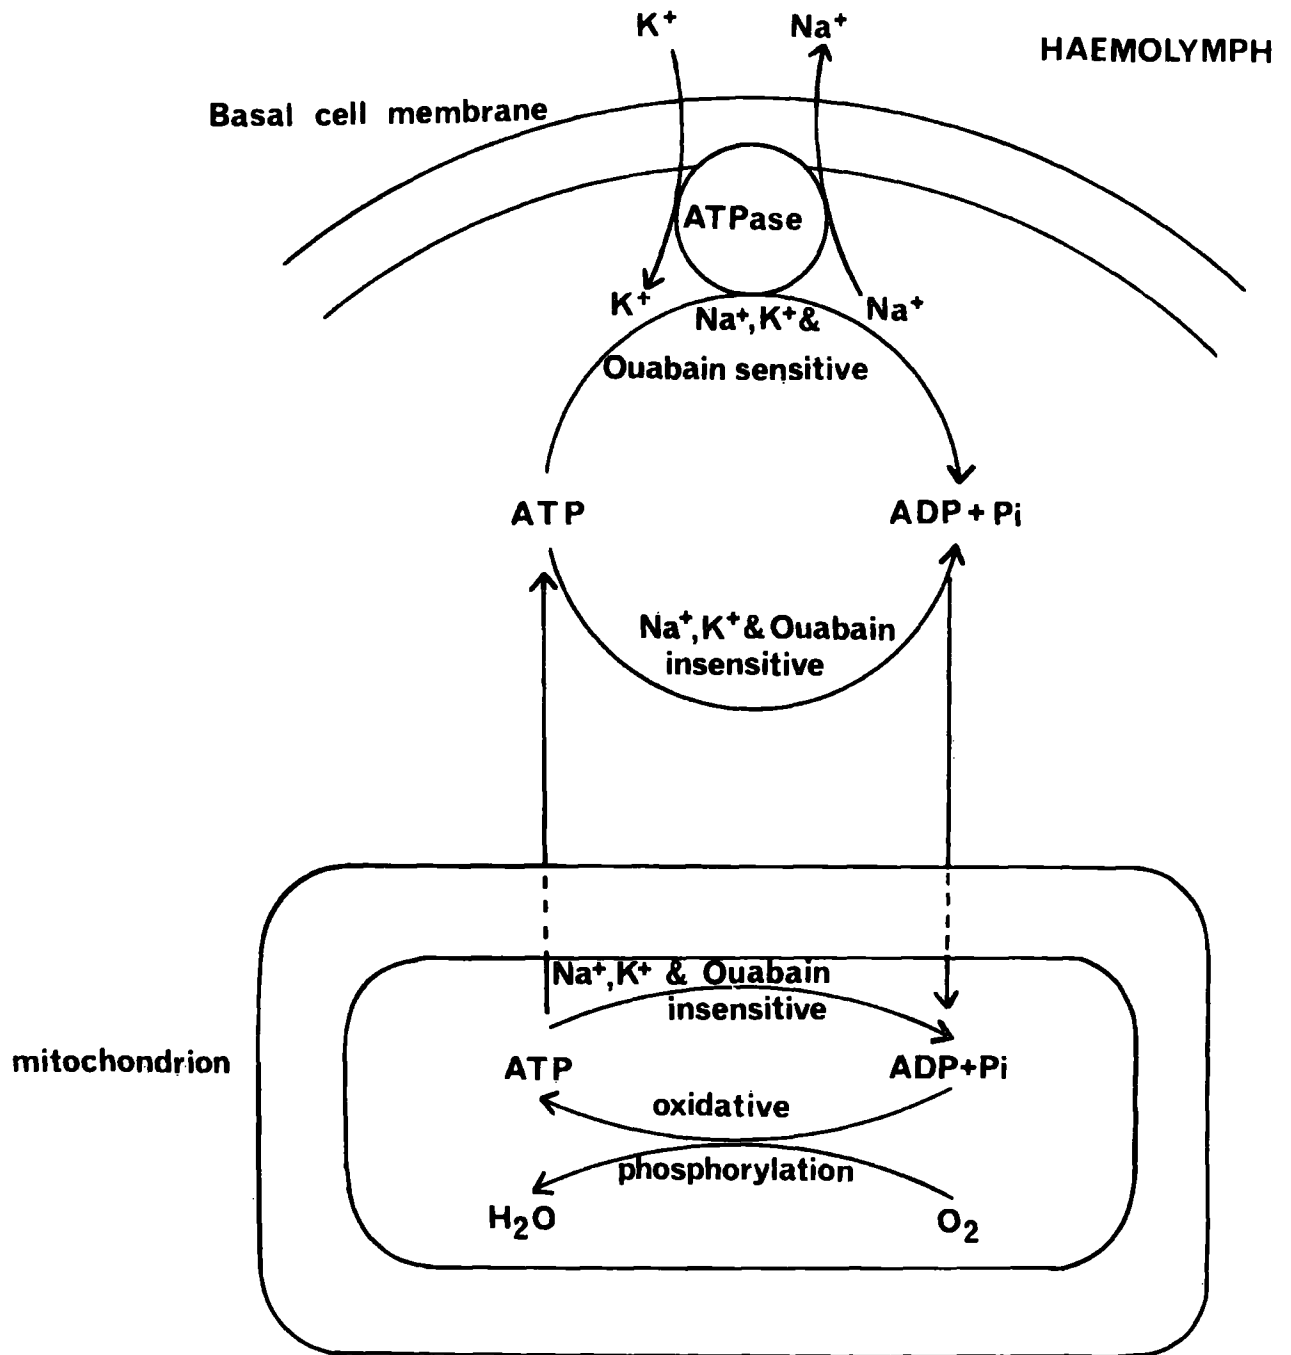 K⁺
Na⁺
HAEMOLYMPH
Basal cell membrane
ATPase
K⁺
Na⁺
Na⁺,K⁺ &
Ouabain sensitive
ATP
ADP + Pi
Na⁺,K⁺ & Ouabain
insensitive
Na⁺,K⁺ & Ouabain
insensitive
mitochondrion
ATP
ADP+Pi
oxidative
phosphorylation
H₂O
O₂